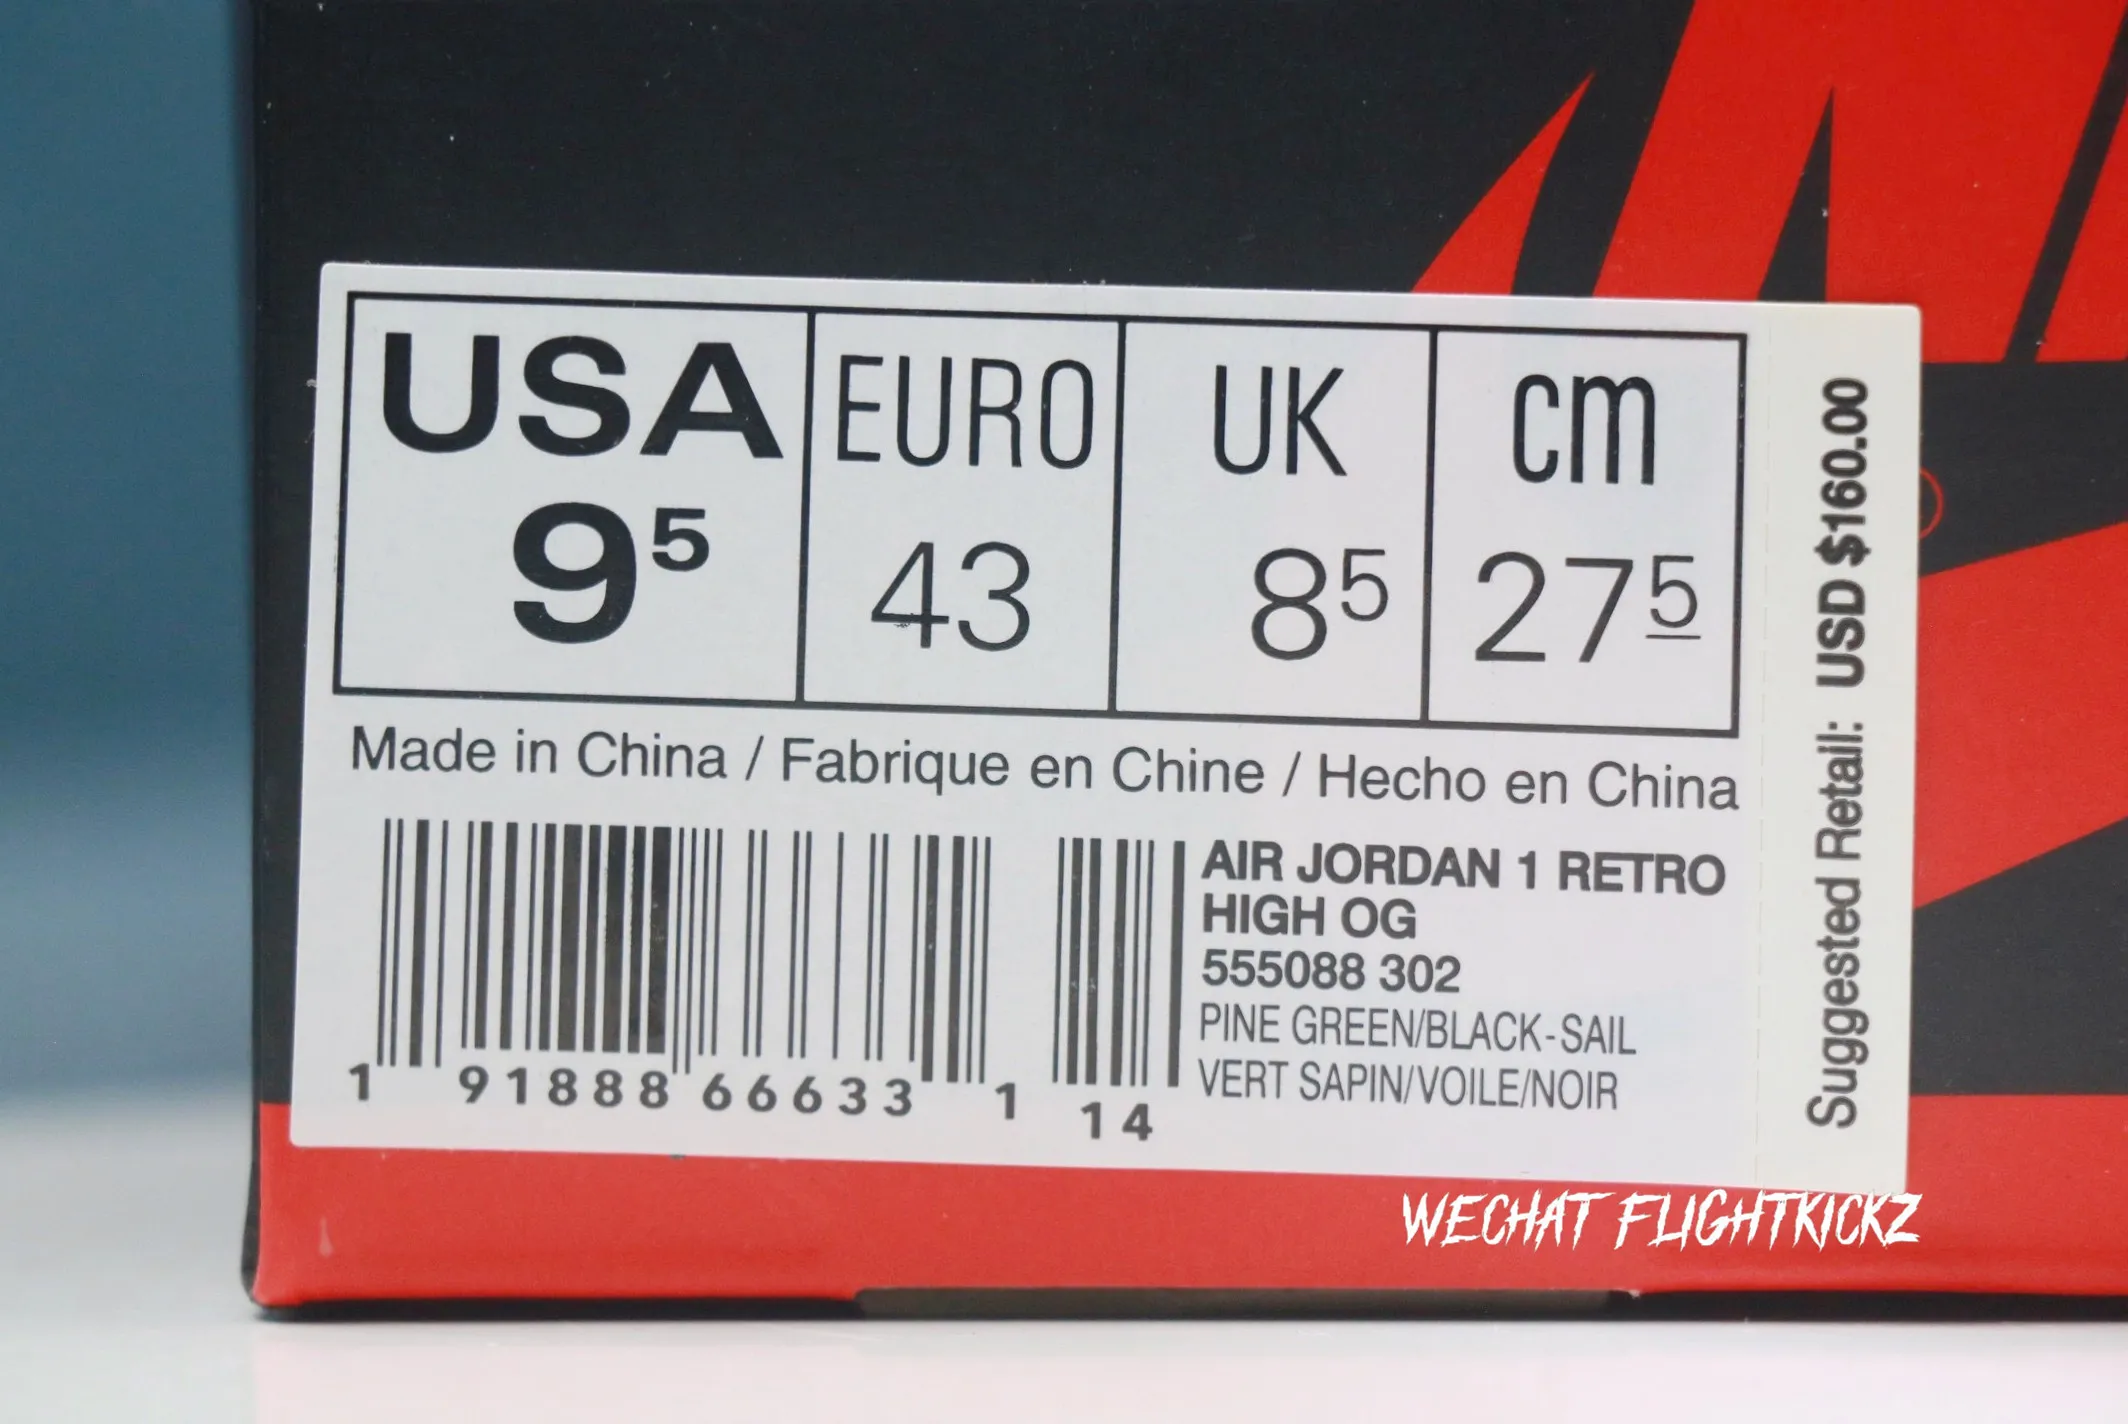 USA EURO UK cm
9⁵ 43 8⁵ 27⁵
Made in China / Fabrique en Chine / Hecho en China
1 91888 66633 1 14
AIR JORDAN 1 RETRO
HIGH OG
555088 302
PINE GREEN/BLACK-SAIL
VERT SAPIN/VOILE/NOIR
Suggested Retail: USD $160.00
WECHAT FLIGHTKICKZ